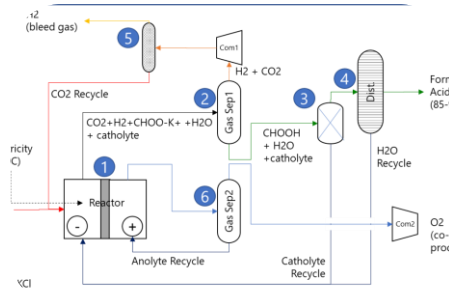 (bleed gas)
5
Com1
H2 + CO2
CO2 Recycle
2
Gas Sep1
3
4
Dist.
CO2+H2+CHOO-K+ +H2O
+ catholyte
CHOOH
+ H2O
+catholyte
H2O
Recycle
1
Reactor
-
+
6
Gas Sep2
Com2
O2
(co-
Anolyte Recycle
Catholyte
Recycle